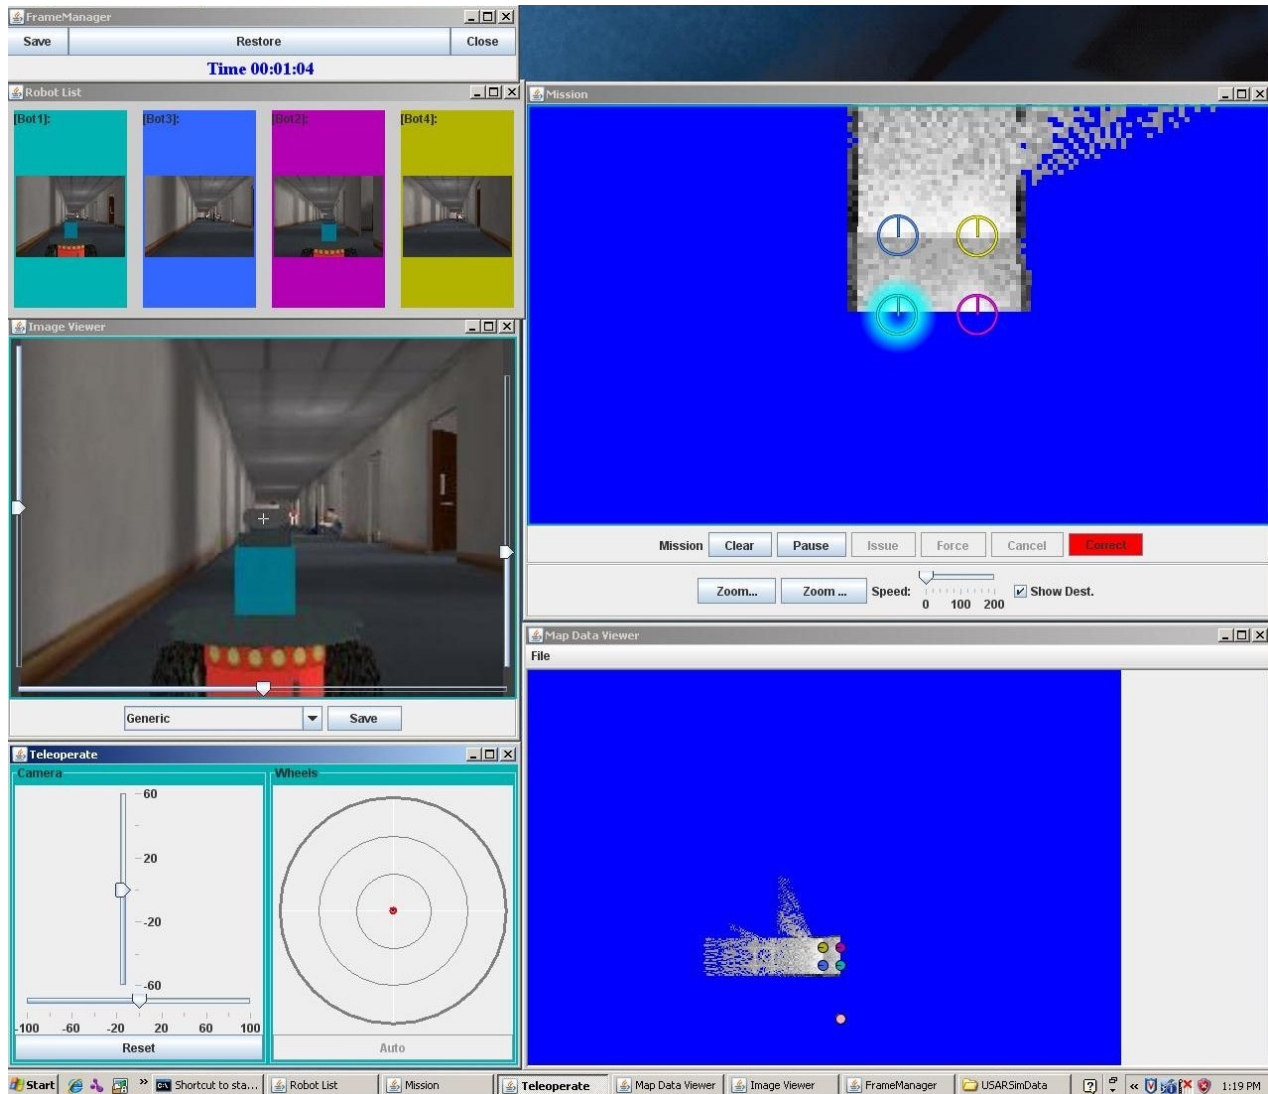 FrameManager
Save Restore Close
Time 00:01:04
Robot List
[Bot1]: [Bot3]: [Bot2]: [Bot4]:
Image Viewer
Generic Save
Teleoperate
Camera
60
20
-20
-60
-100 -60 -20 20 60 100
Reset
Wheels
Auto
Mission
Mission Clear Pause Issue Force Cancel Correct
Zoom... Zoom ... Speed: 0 100 200 Show Dest.
Map Data Viewer
File
Start » Shortcut to sta... Robot List Mission Teleoperate Map Data Viewer Image Viewer FrameManager USARSimData « 1:19 PM